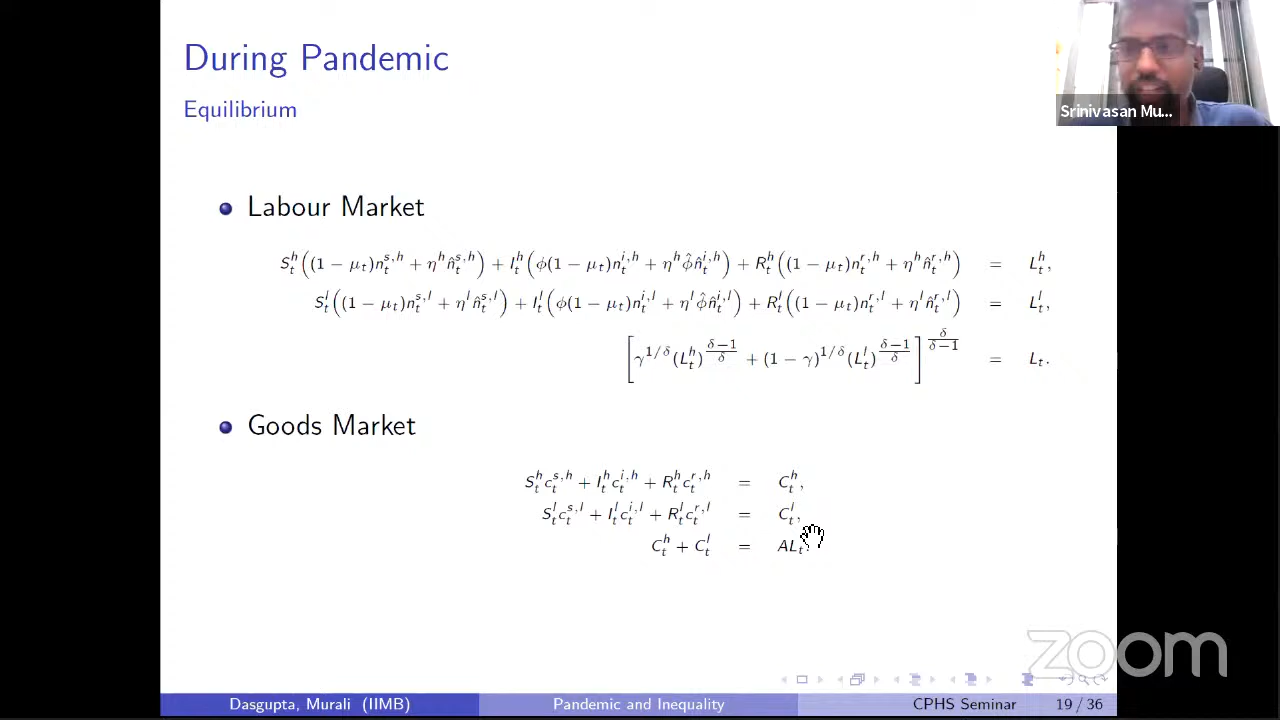 During Pandemic
Equilibrium
Srinivasan Mu...
Labour Market
S_t^h((1 − μ_t)n_t^{s,h} + η^h n̂_t^{s,h}) + I_t^h(φ(1 − μ_t)n_t^{i,h} + η^h φ̂n̂_t^{i,h}) + R_t^h((1 − μ_t)n_t^{r,h} + η^h n̂_t^{r,h}) = L_t^h,
S_t^l((1 − μ_t)n_t^{s,l} + η^l n̂_t^{s,l}) + I_t^l(φ(1 − μ_t)n_t^{i,l} + η^l φ̂n̂_t^{i,l}) + R_t^l((1 − μ_t)n_t^{r,l} + η^l n̂_t^{r,l}) = L_t^l,
[γ^{1/δ}(L_t^h)^{(δ−1)/δ} + (1 − γ)^{1/δ}(L_t^l)^{(δ−1)/δ}]^{δ/(δ−1)} = L_t.
Goods Market
S_t^h c_t^{s,h} + I_t^h c_t^{i,h} + R_t^h c_t^{r,h} = C_t^h,
S_t^l c_t^{s,l} + I_t^l c_t^{i,l} + R_t^l c_t^{r,l} = C_t^l,
C_t^h + C_t^l = AL_t.
zoom
Dasgupta, Murali (IIMB) Pandemic and Inequality CPHS Seminar 19 / 36